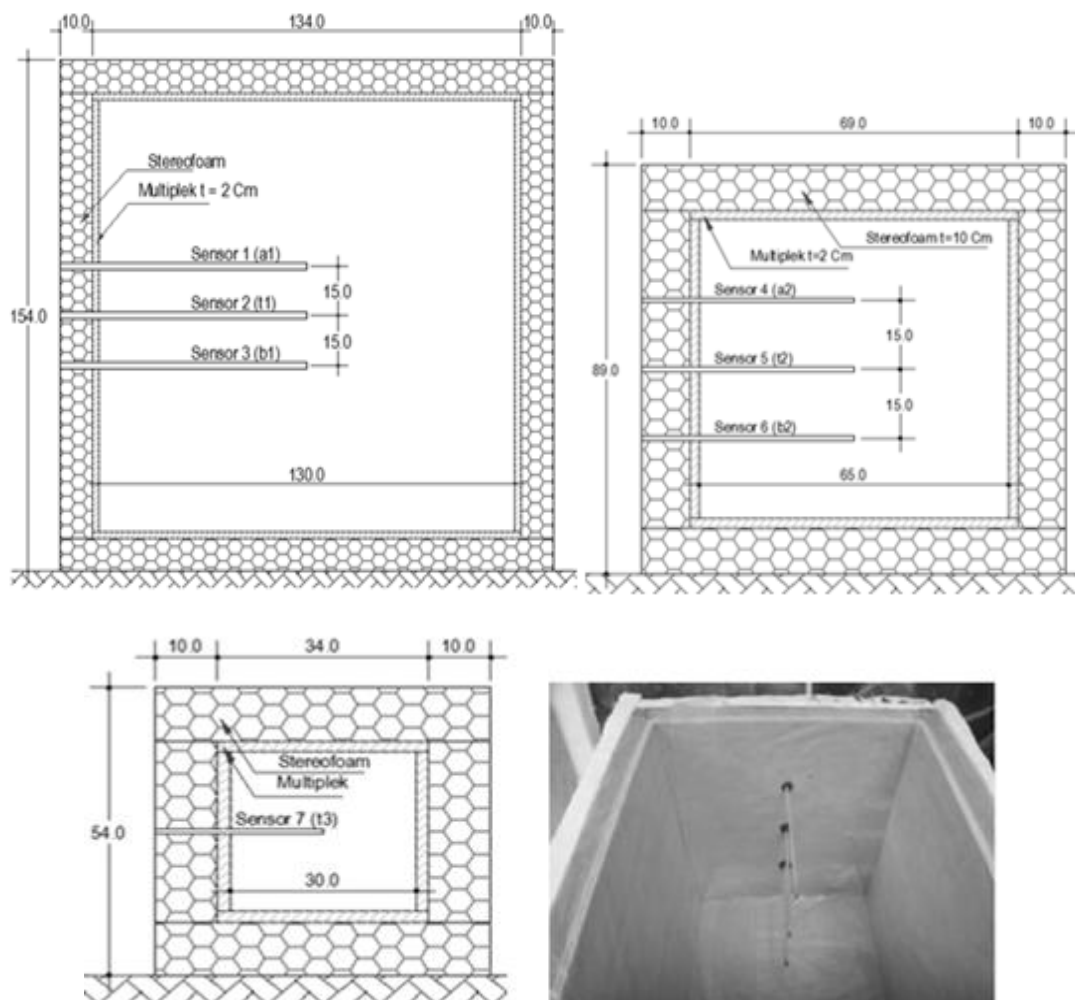 10.0 134.0 10.0
154.0
Stereofoam
Multiplek t = 2 Cm
Sensor 1 (a1)
15.0
Sensor 2 (t1)
15.0
Sensor 3 (b1)
130.0
10.0 69.0 10.0
89.0
Stereofoam t=10 Cm
Multiplek t=2 Cm
Sensor 4 (a2)
15.0
Sensor 5 (t2)
15.0
Sensor 6 (b2)
65.0
10.0 34.0 10.0
54.0
Stereofoam
Multiplek
Sensor 7 (t3)
30.0